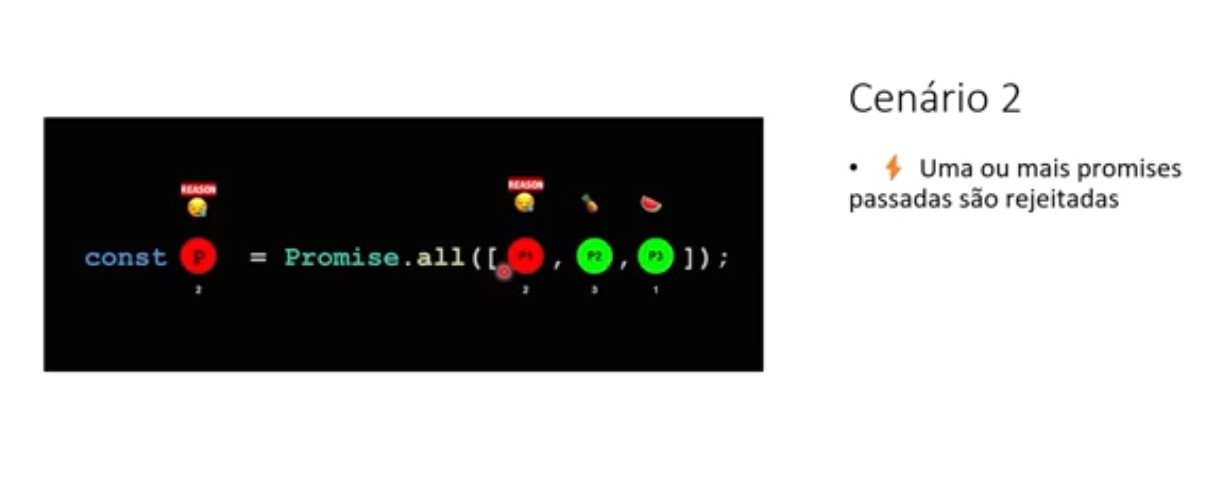 REASON REASON
const P = Promise.all([ P1 , P2 , P3 ]);
2 2 3 1
Cenário 2
• ⚡ Uma ou mais promises
passadas são rejeitadas